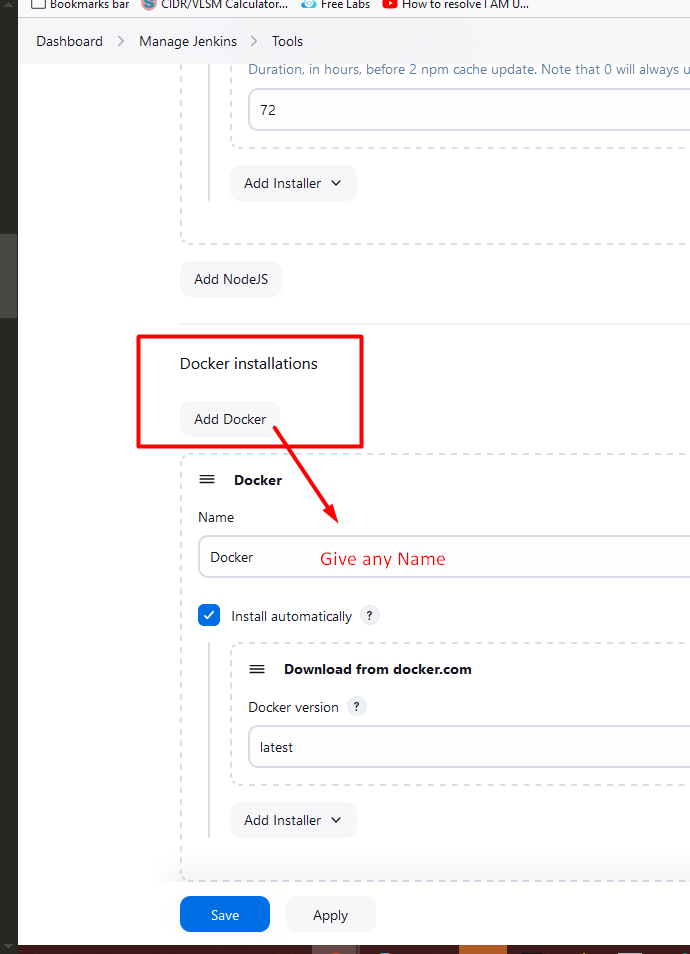 Bookmarks bar CIDR/VLSM Calculator... Free Labs How to resolve I AM U...
Dashboard > Manage Jenkins > Tools
Duration, in hours, before 2 npm cache update. Note that 0 will always u
72
Add Installer
Add NodeJS
Docker installations
Add Docker
Docker
Name
Docker Give any Name
Install automatically ?
Download from docker.com
Docker version ?
latest
Add Installer
Save Apply